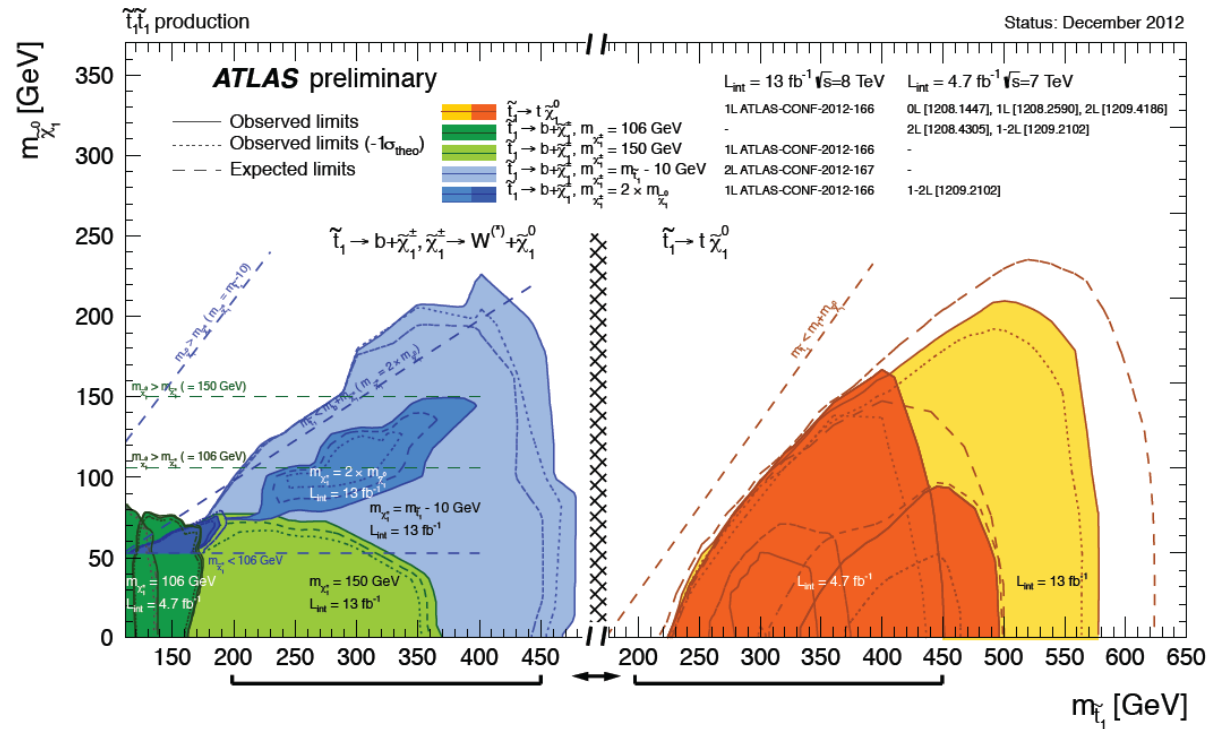 t̃₁t̃₁ production
Status: December 2012
ATLAS preliminary
L_int = 13 fb⁻¹ √s=8 TeV
L_int = 4.7 fb⁻¹ √s=7 TeV
Observed limits
Observed limits (-1σ_theo)
Expected limits
t̃₁→ t χ̃₁⁰
1L ATLAS-CONF-2012-166
0L [1208.1447], 1L [1208.2590], 2L [1209.4186]
t̃₁→ b+χ̃₁±, m_χ̃₁± = 106 GeV
-
2L [1208.4305], 1-2L [1209.2102]
t̃₁→ b+χ̃₁±, m_χ̃₁± = 150 GeV
1L ATLAS-CONF-2012-166
-
t̃₁→ b+χ̃₁±, m_χ̃₁± = m_t̃₁ - 10 GeV
2L ATLAS-CONF-2012-167
-
t̃₁→ b+χ̃₁±, m_χ̃₁± = 2 × m_χ̃₁⁰
1L ATLAS-CONF-2012-166
1-2L [1209.2102]
t̃₁→ b+χ̃₁±, χ̃₁±→ W⁽*⁾+χ̃₁⁰
t̃₁→ t χ̃₁⁰
m_χ̃₁⁰ [GeV]
350
300
250
200
150
100
50
0
m_χ̃₁⁰ > m_χ̃₁± (= 150 GeV)
m_χ̃₁⁰ > m_χ̃₁± (= 106 GeV)
m_χ̃₁± < 106 GeV
m_χ̃₁± = 2 × m_χ̃₁⁰
L_int = 13 fb⁻¹
m_χ̃₁± = m_t̃₁ - 10 GeV
L_int = 13 fb⁻¹
m_χ̃₁± = 106 GeV
L_int = 4.7 fb⁻¹
m_χ̃₁± = 150 GeV
L_int = 13 fb⁻¹
m_t̃₁ < m_t+m_χ̃₁⁰
L_int = 4.7 fb⁻¹
L_int = 13 fb⁻¹
150 200 250 300 350 400 450
200 250 300 350 400 450 500 550 600 650
m_t̃₁ [GeV]